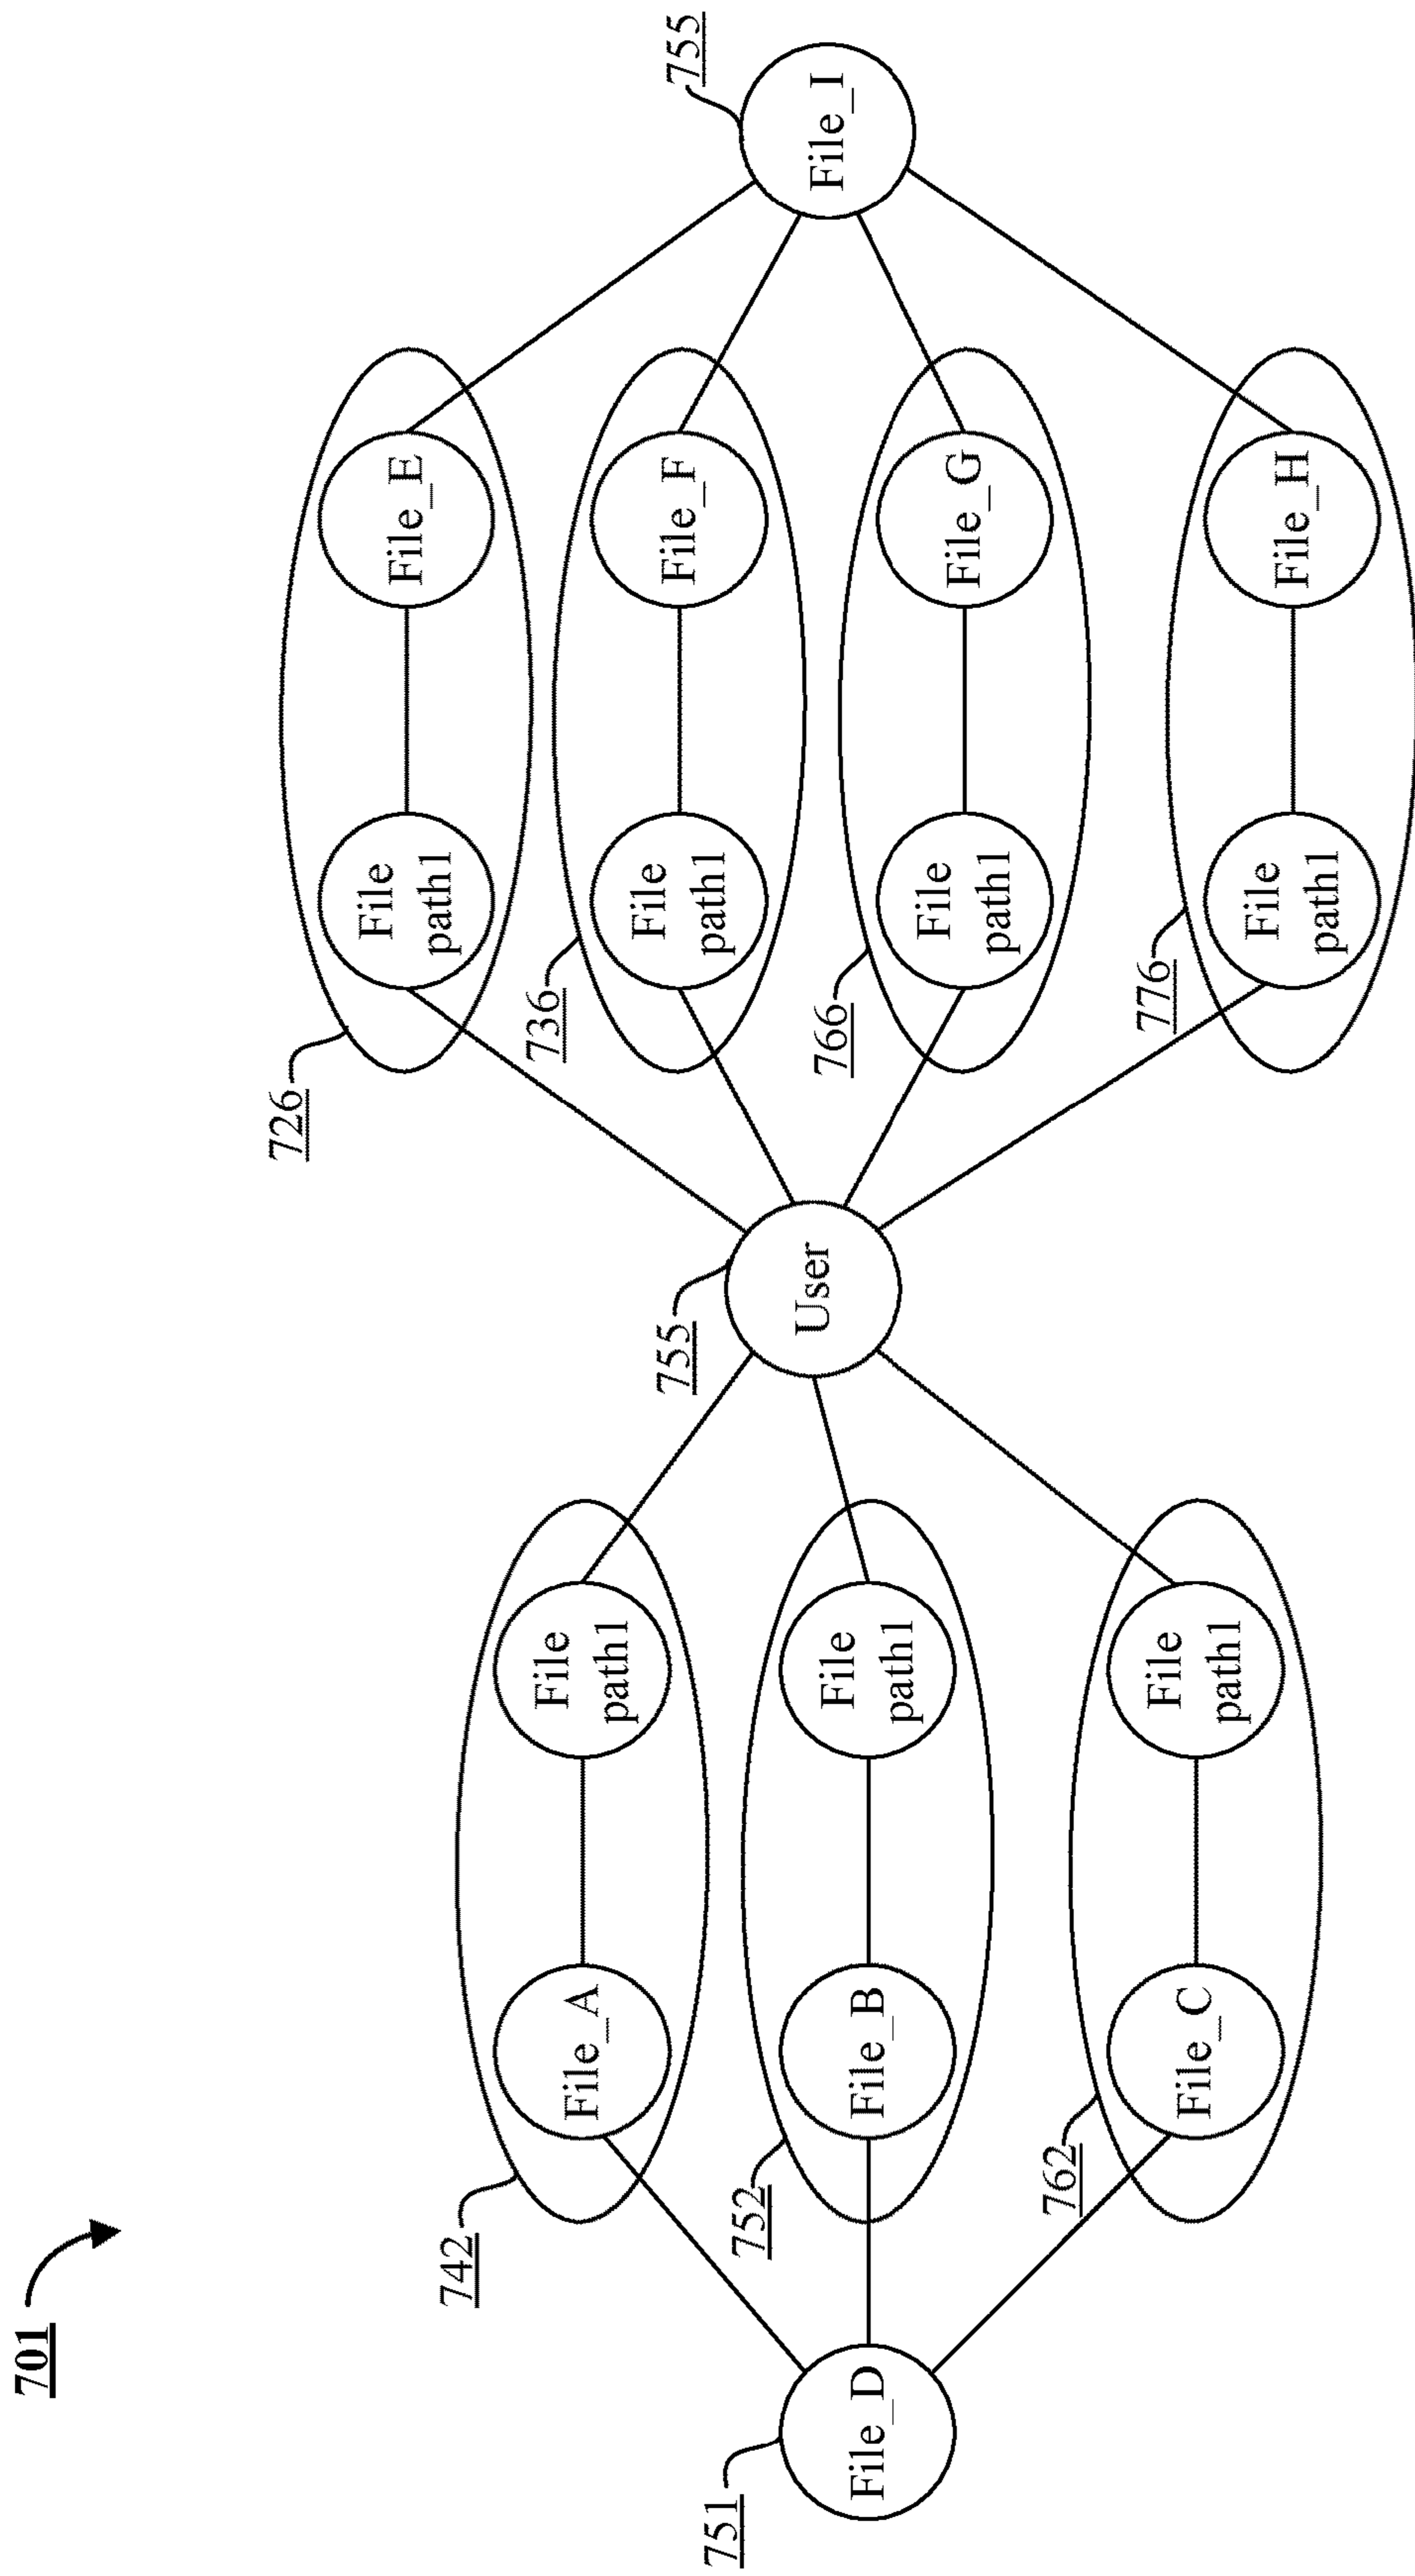 701
726
File
path1
File_E
736
File
path1
File_F
755
File_I
742
File_A
File
path1
755
User
766
File
path1
File_G
751
File_D
752
File_B
File
path1
776
File
path1
File_H
762
File_C
File
path1